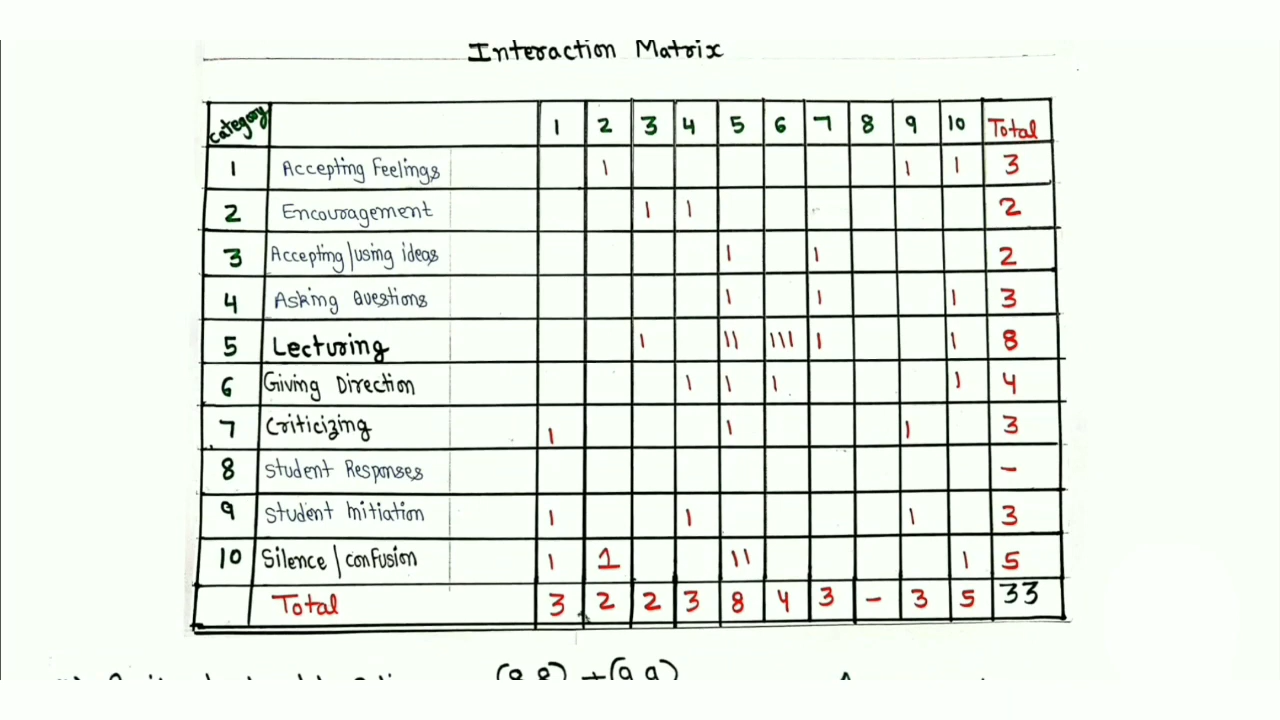 Interaction Matrix
Category 1 2 3 4 5 6 7 8 9 10 Total
1 Accepting Feelings 1 1 1 3
2 Encouragement 1 1 2
3 Accepting/using ideas 1 1 2
4 Asking Questions 1 1 1 3
5 Lecturing 1 11 111 1 1 8
6 Giving Direction 1 1 1 1 4
7 Criticizing 1 1 1 3
8 Student Responses -
9 Student Initiation 1 1 1 3
10 Silence/confusion 1 1 11 1 5
Total 3 2 2 3 8 4 3 - 3 5 33